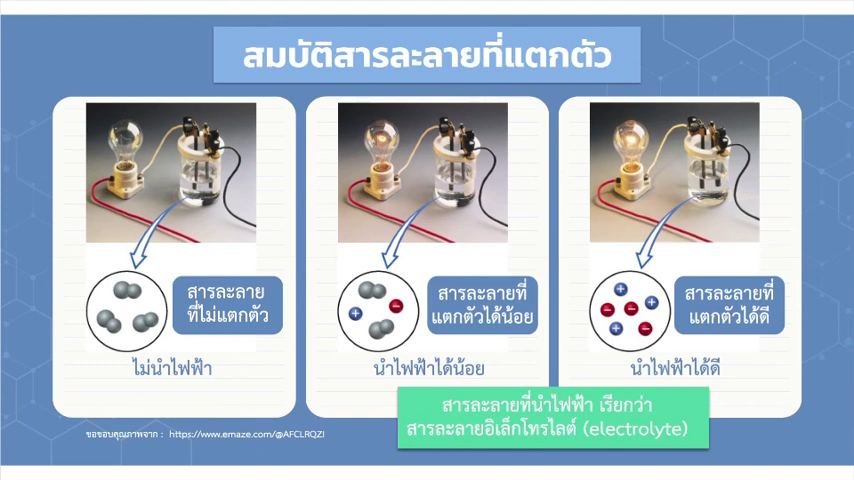 สมบัติสารละลายที่แตกตัว
สารละลาย
ที่ไม่แตกตัว
ไม่นำไฟฟ้า
สารละลายที่
แตกตัวได้น้อย
นำไฟฟ้าได้น้อย
สารละลายที่
แตกตัวได้ดี
นำไฟฟ้าได้ดี
สารละลายที่นำไฟฟ้า เรียกว่า
สารละลายอิเล็กโทรไลต์ (electrolyte)
ขอขอบคุณภาพจาก : https://www.emaze.com/@AFCLRQZI